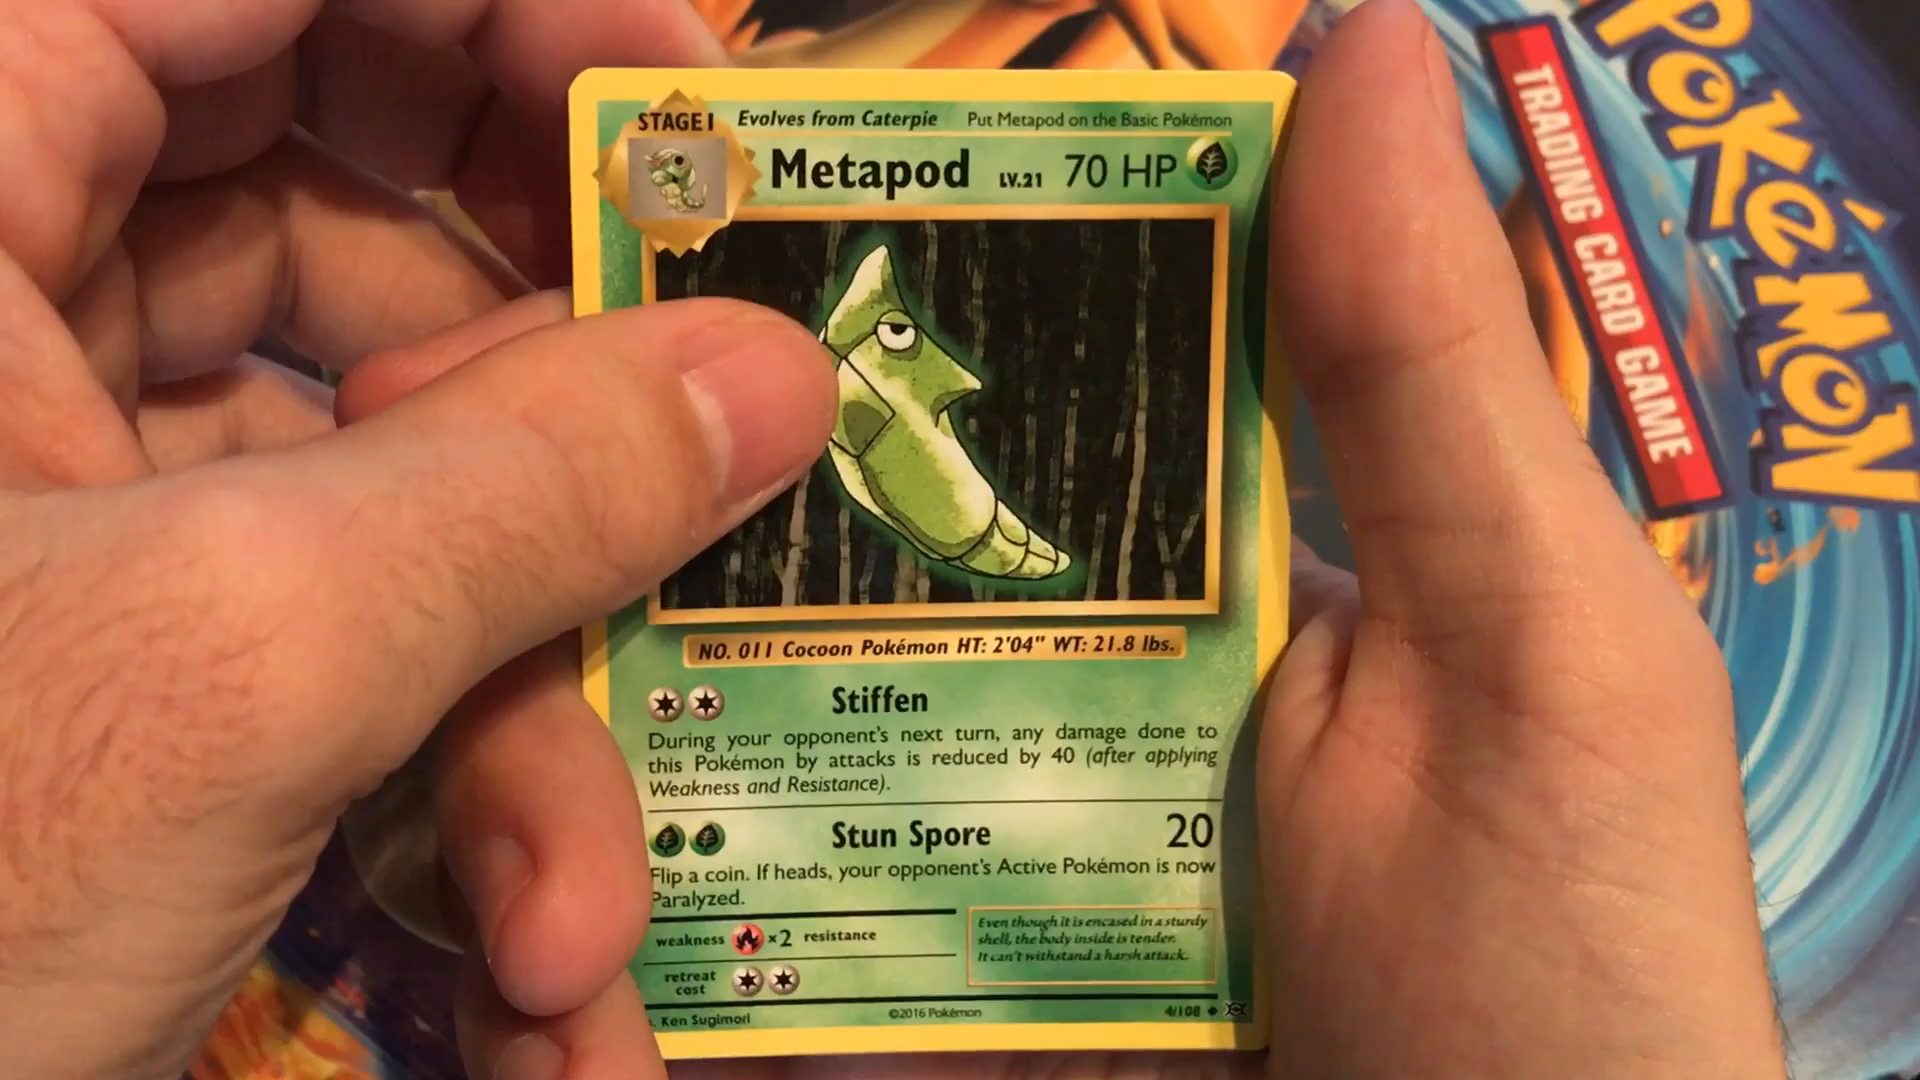 STAGE 1
Evolves from Caterpie
Put Metapod on the Basic Pokémon
Metapod LV.21 70 HP
NO. 011 Cocoon Pokémon HT: 2'04" WT: 21.8 lbs.
Stiffen
During your opponent's next turn, any damage done to
this Pokémon by attacks is reduced by 40 (after applying
Weakness and Resistance).
Stun Spore 20
Flip a coin. If heads, your opponent's Active Pokémon is now
Paralyzed.
weakness ×2 resistance
retreat
cost
Even though it is encased in a sturdy
shell, the body inside is tender.
It can't withstand a harsh attack.
Ken Sugimori
©2016 Pokémon
4/108
POKéMON
TRADING CARD GAME